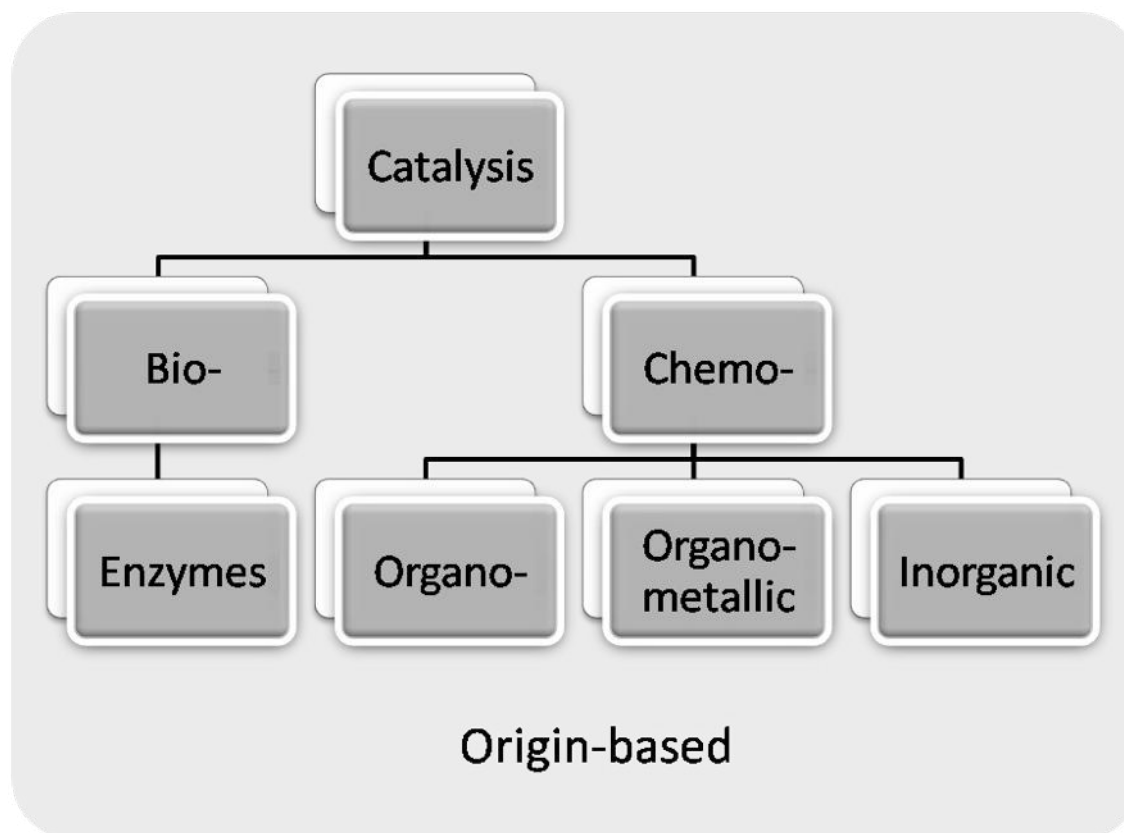 Catalysis
Bio-
Chemo-
Enzymes
Organo-
Organo-
metallic
Inorganic
Origin-based